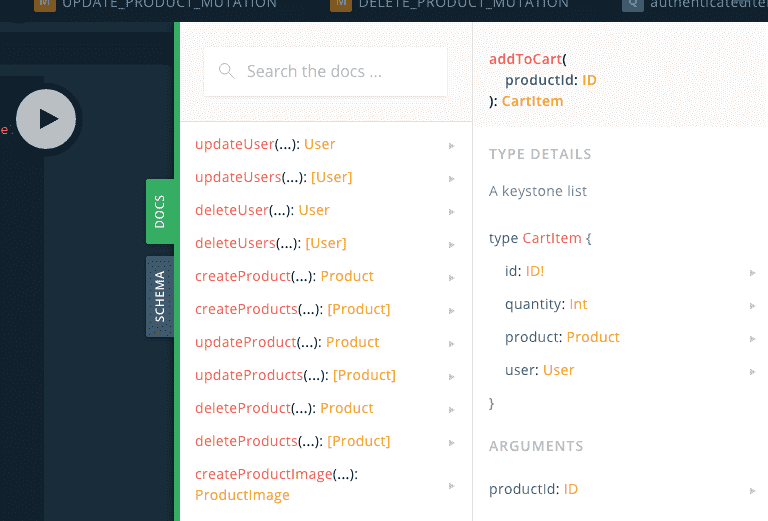 M UPDATE_PRODUCT_MUTATION M DELETE_PRODUCT_MUTATION Q
e:
DOCS
SCHEMA
Search the docs ...
updateUser(...): User
updateUsers(...): [User]
deleteUser(...): User
deleteUsers(...): [User]
createProduct(...): Product
createProducts(...): [Product]
updateProduct(...): Product
updateProducts(...): [Product]
deleteProduct(...): Product
deleteProducts(...): [Product]
createProductImage(...):
ProductImage
addToCart(
productId: ID
): CartItem
TYPE DETAILS
A keystone list
type CartItem {
id: ID!
quantity: Int
product: Product
user: User
}
ARGUMENTS
productId: ID